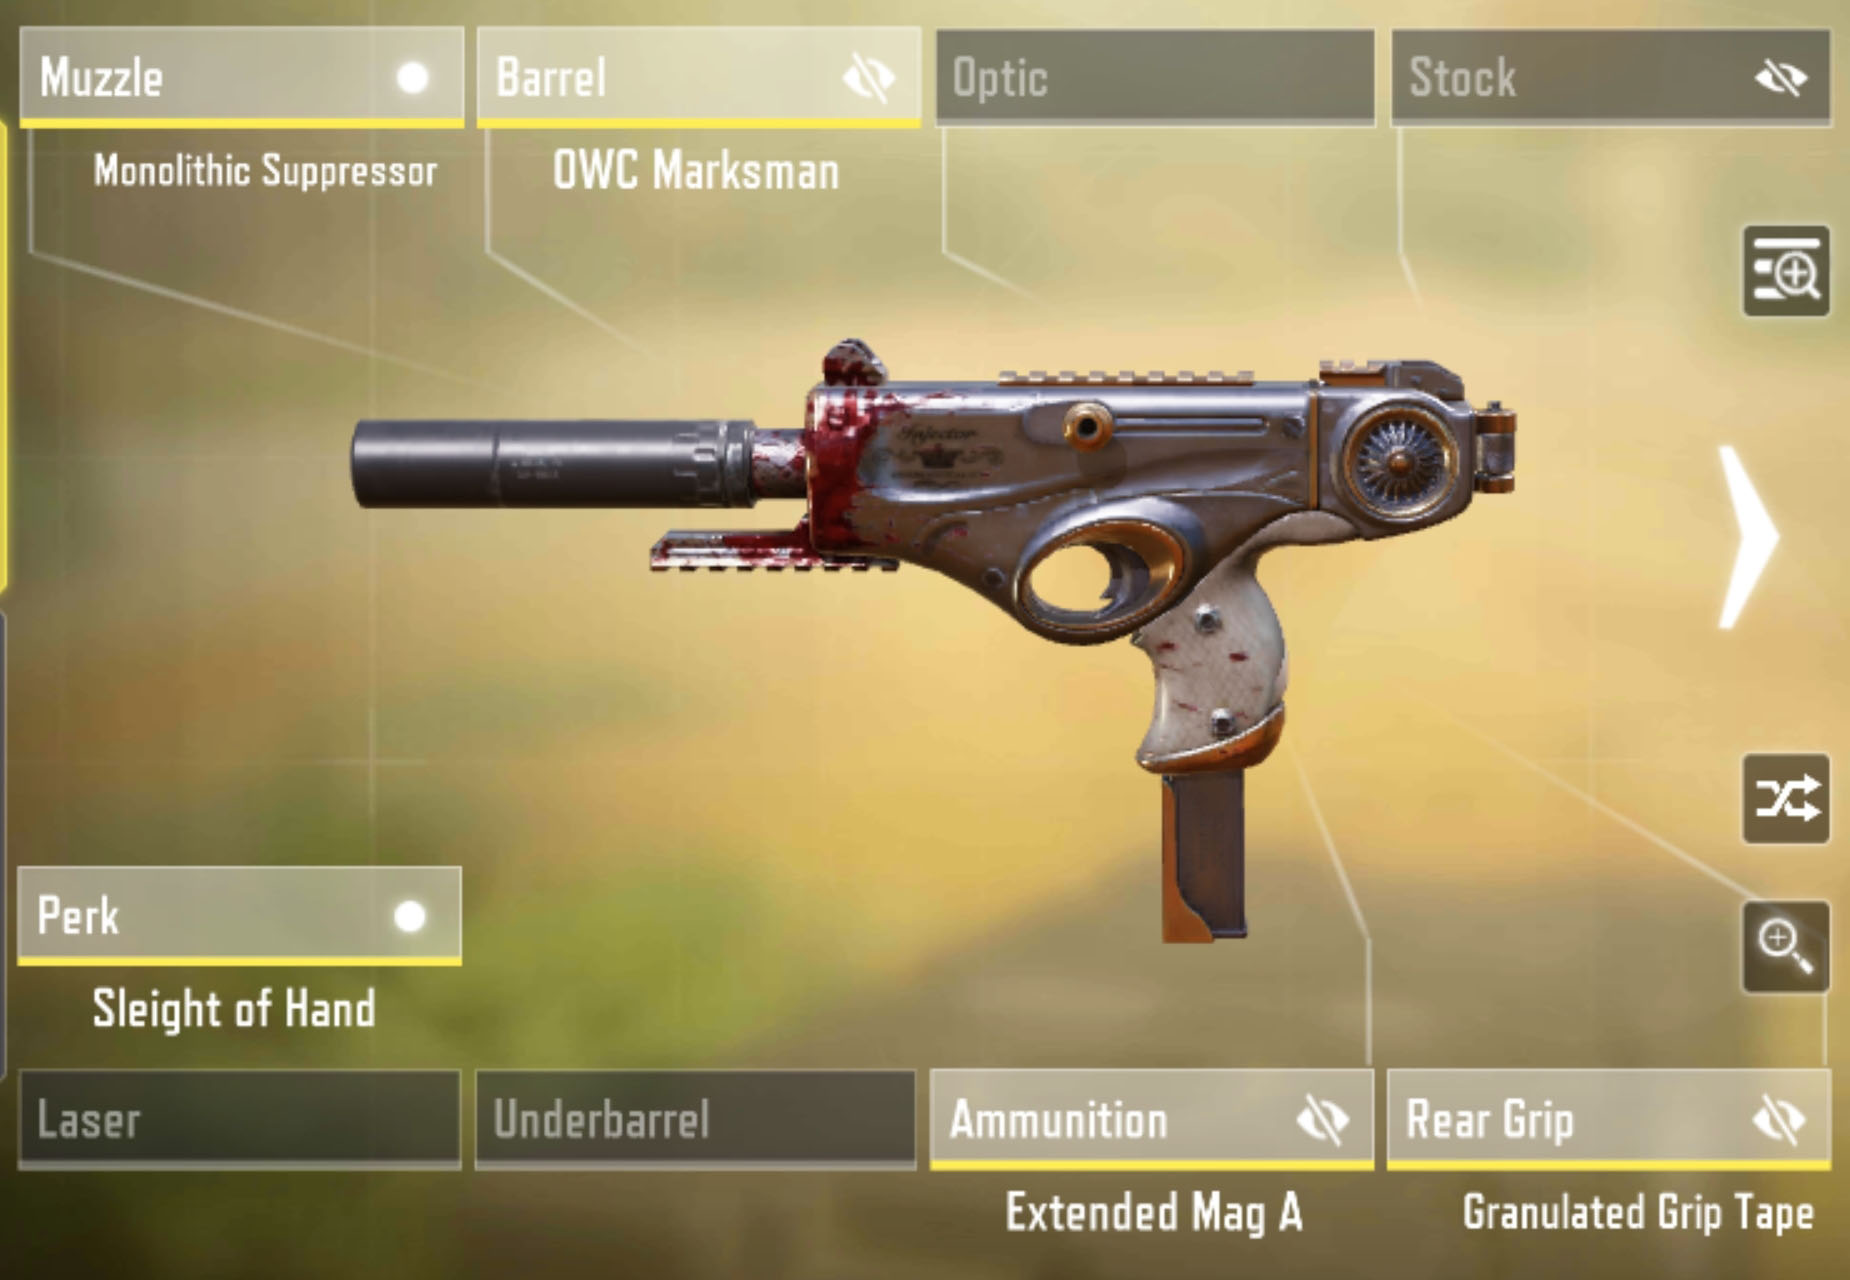 Muzzle
Barrel
Optic
Stock
Monolithic Suppressor
OWC Marksman
Injector
Perk
Sleight of Hand
Laser
Underbarrel
Ammunition
Rear Grip
Extended Mag A
Granulated Grip Tape